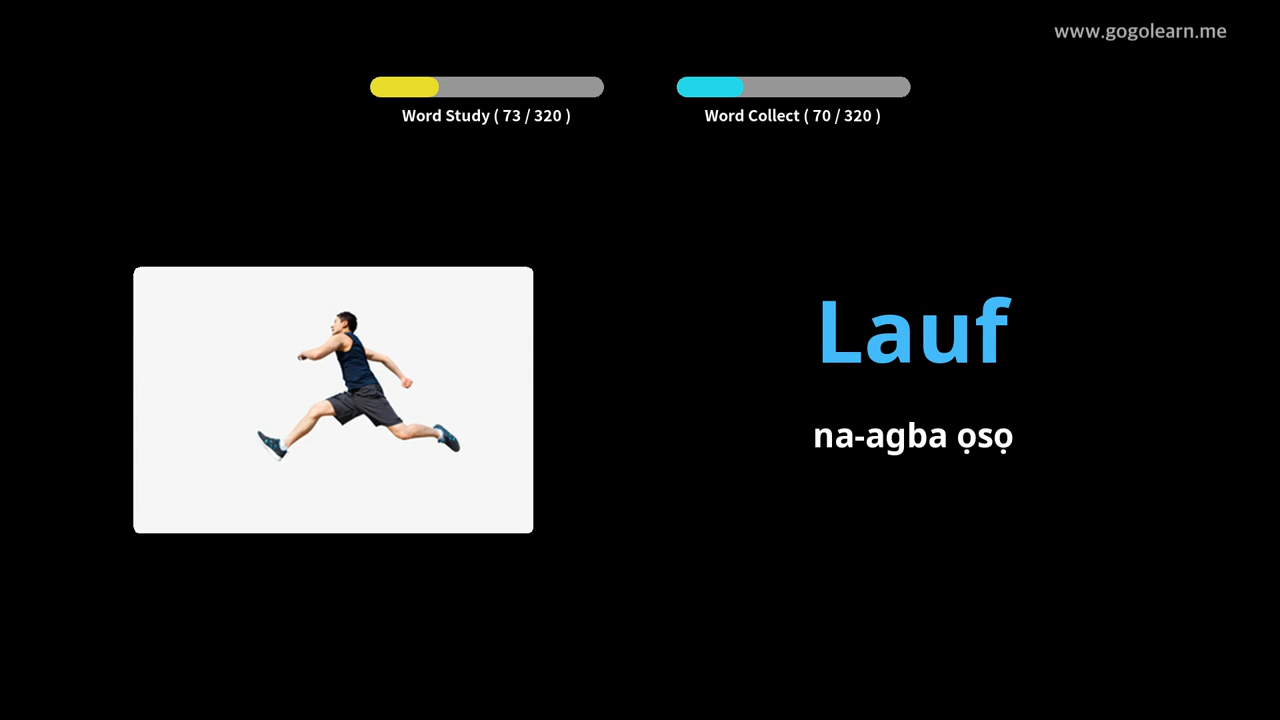 www.gogolearn.me
Word Study ( 73 / 320 )
Word Collect ( 70 / 320 )
Lauf
na-agba ọsọ